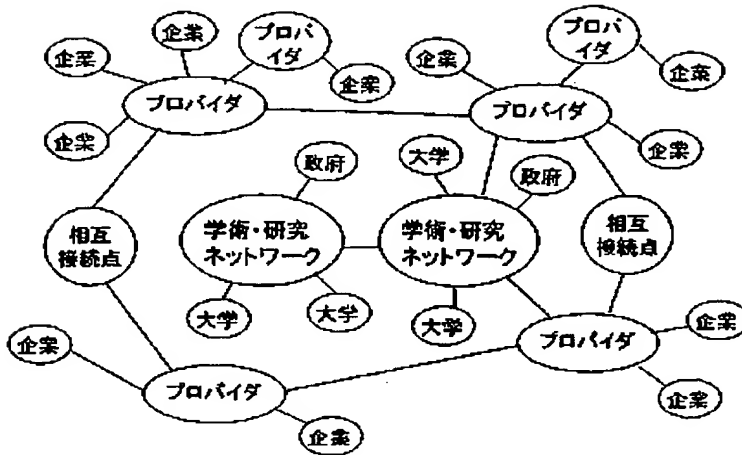 企業
プロバ
イダ
プロバ
イダ
企業
企業
企業
企業
企業
プロバイダ
プロバイダ
企業
企業
大学
政府
政府
学術・研究
ネットワーク
学術・研究
ネットワーク
相互
接続点
相互
接続点
大学
大学
大学
企業
プロバイダ
企業
プロバイダ
企業
企業